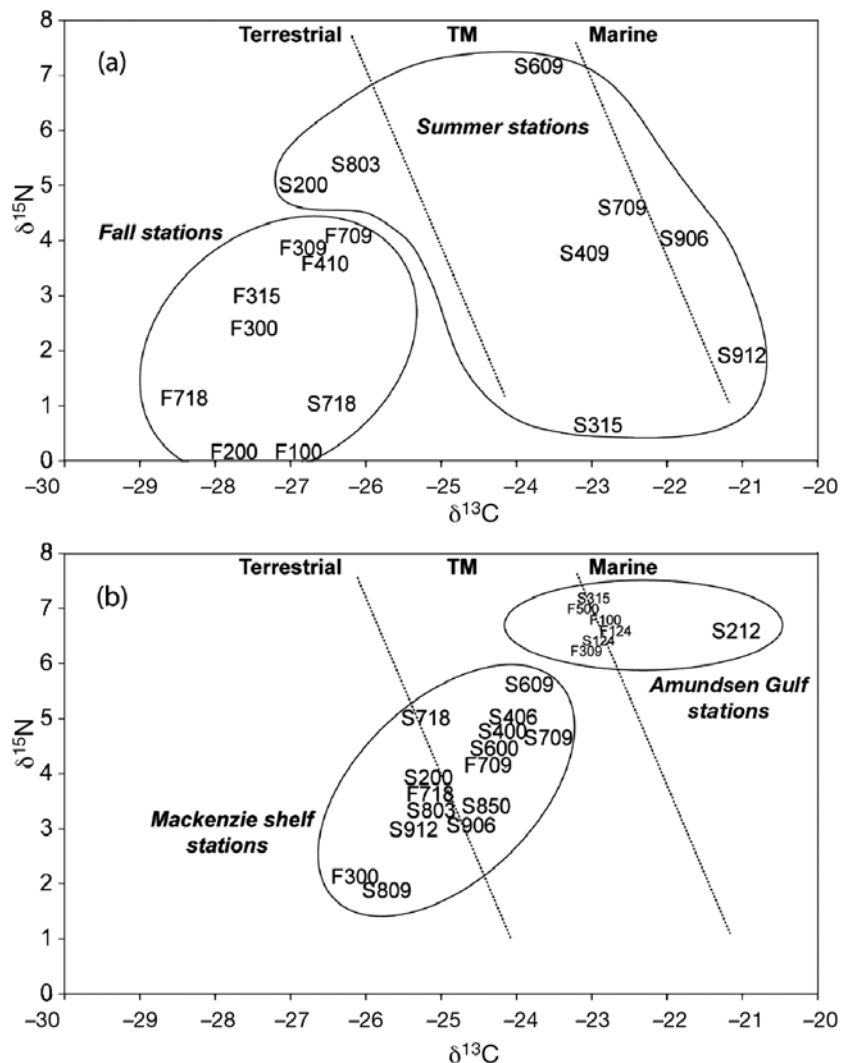 (a)
Terrestrial TM Marine
8
7
6
5
4
3
2
1
0
δ15N
S609
Summer stations
S803
S200
S709
Fall stations
F709
F309
F410
S906
S409
F315
F300
S912
F718
S718
S315
F200
F100
−30 −29 −28 −27 −26 −25 −24 −23 −22 −21 −20
δ13C
(b)
Terrestrial TM Marine
8
7
6
5
4
3
2
1
0
δ15N
S315
F500
F100
F124
S124
F309
S212
S609
Amundsen Gulf
stations
S718
S406
S400
S709
S600
F709
S200
F718
S850
S803
Mackenzie shelf
stations
S912
S906
F300
S809
−30 −29 −28 −27 −26 −25 −24 −23 −22 −21 −20
δ13C